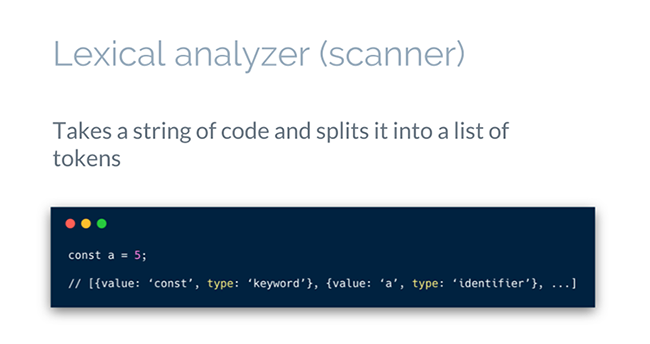 Lexical analyzer (scanner)
Takes a string of code and splits it into a list of
tokens
const a = 5;
// [{value: ‘const’, type: ‘keyword’}, {value: ‘a’, type: ‘identifier’}, ...]